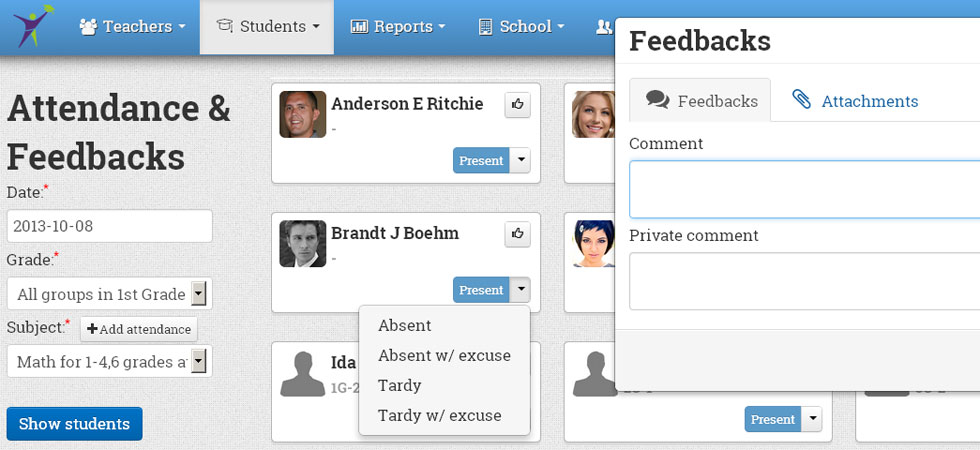 Teachers
Students
Reports
School
Attendance &
Feedbacks
Date:*
2013-10-08
Grade:*
All groups in 1st Grade
Subject:*
+Add attendance
Math for 1-4,6 grades a
Show students
Anderson E Ritchie
-
Present
Brandt J Boehm
-
Present
Absent
Absent w/ excuse
Tardy
Tardy w/ excuse
Ida
1G-2
Present
Feedbacks
Feedbacks
Attachments
Comment
Private comment